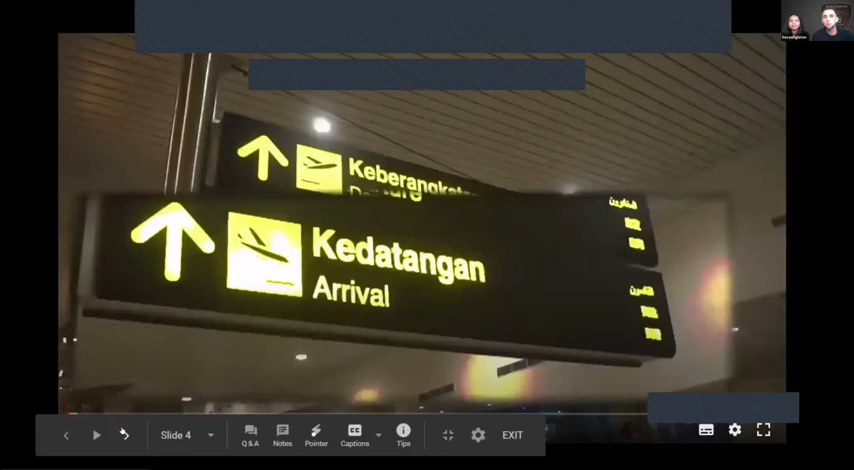 Keberangkatan
Kedatangan
Arrival
Slide 4
Q & A
Notes
Pointer
Captions
Tips
EXIT